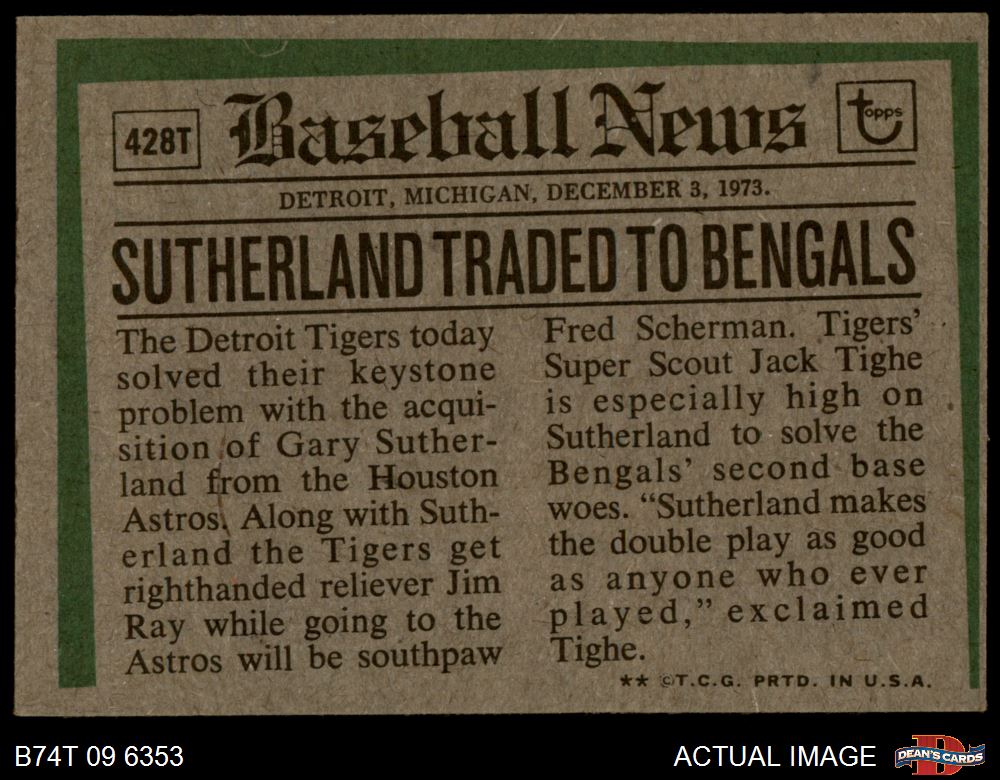 428T
Baseball News
topps
DETROIT, MICHIGAN, DECEMBER 3, 1973.
SUTHERLAND TRADED TO BENGALS
The Detroit Tigers today
solved their keystone
problem with the acqui-
sition of Gary Suther-
land from the Houston
Astros. Along with Suth-
erland the Tigers get
righthanded reliever Jim
Ray while going to the
Astros will be southpaw
Fred Scherman. Tigers'
Super Scout Jack Tighe
is especially high on
Sutherland to solve the
Bengals' second base
woes. "Sutherland makes
the double play as good
as anyone who ever
played," exclaimed
Tighe.
** ©T.C.G. PRTD. IN U.S.A.
B74T 09 6353
ACTUAL IMAGE
D
DEAN'S CARDS